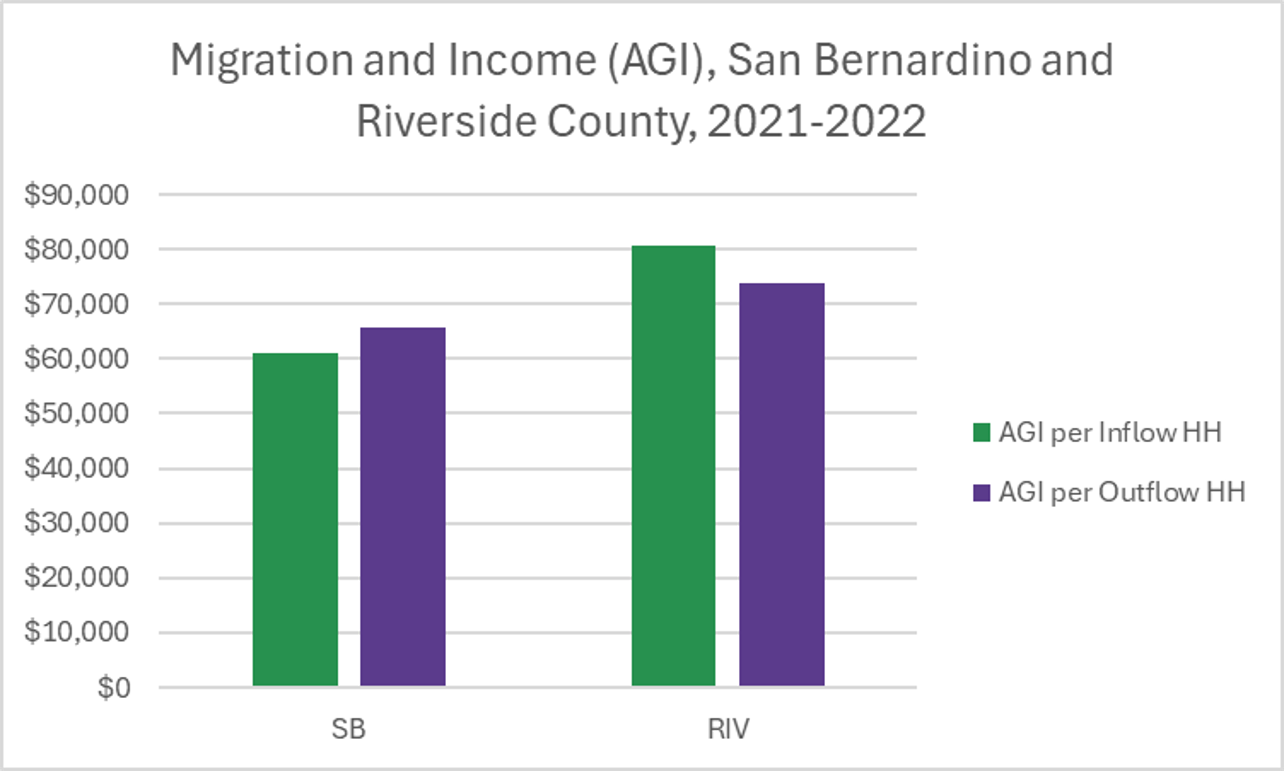 Migration and Income (AGI), San Bernardino and
Riverside County, 2021-2022
$90,000
$80,000
$70,000
$60,000
$50,000
$40,000
$30,000
$20,000
$10,000
$0
SB
RIV
AGI per Inflow HH
AGI per Outflow HH